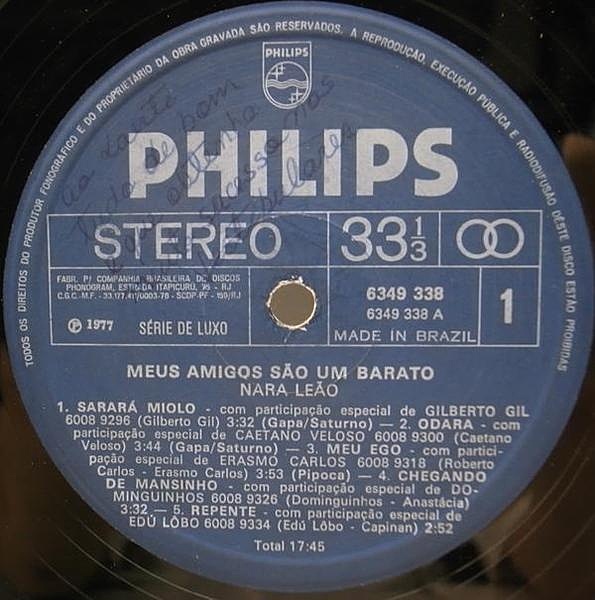 TODOS OS DIREITOS DO PRODUTOR FONOGRÁFICO E DO PROPRIETÁRIO DA OBRA GRAVADA SÃO RESERVADOS. A REPRODUÇÃO, EXECUÇÃO PÚBLICA E RADIODIFUSÃO DÊSTE DISCO ESTÃO PROIBIDAS
PHILIPS
PHILIPS
STEREO 33 1/3
FABR. P/ COMPANHIA BRASILEIRA DE DISCOS
PHONOGRAM, ESTRADA ITAPICURÚ, 95 - RJ
C.G.C.-M.F. - 33.177.411/0003-78 - SCDP-PF - 159/RJ
6349 338
6349 338 A
1
℗ 1977 SÉRIE DE LUXO
MADE IN BRAZIL
MEUS AMIGOS SÃO UM BARATO
NARA LEÃO
1. SARARÁ MIOLO - com participação especial de GILBERTO GIL
6008 9296 (Gilberto Gil) 3:32 (Gapa/Saturno) — 2. ODARA - com
participação especial de CAETANO VELOSO 6008 9300 (Caetano
Veloso) 3:44 (Gapa/Saturno) — 3. MEU EGO - com partici-
pação especial de ERASMO CARLOS 6008 9318 (Roberto
Carlos - Erasmo Carlos) 3:53 (Pipoca) — 4. CHEGANDO
DE MANSINHO - com participação especial de DO-
MINGUINHOS 6008 9326 (Dominguinhos - Anastácia)
3:32 — 5. REPENTE - com participação especial de
EDÚ LÔBO 6008 9334 (Edú Lôbo - Capinan) 2:52
Total 17:45